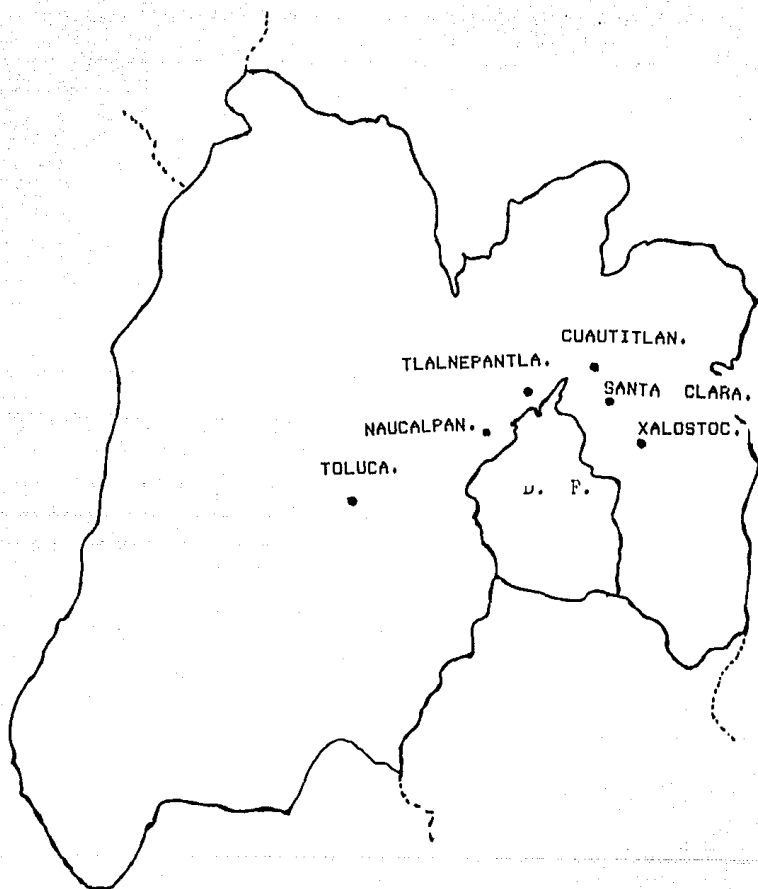 CUAUTITLAN.
TLALNEPANTLA.
SANTA CLARA.
NAUCALPAN.
XALOSTOC.
TOLUCA.
D. F.